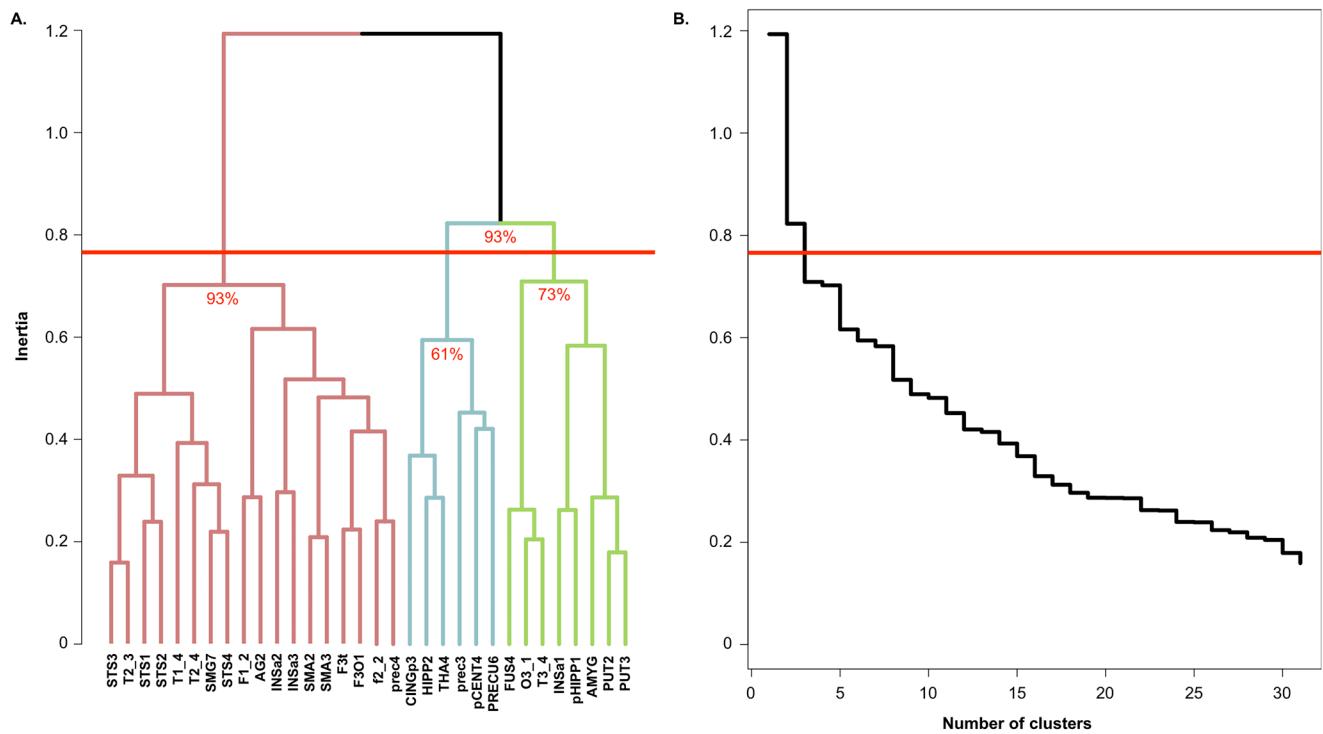 A.
Inertia
1.2
1.0
0.8
0.6
0.4
0.2
0
93%
93%
73%
61%
STS3
T2_3
STS1
STS2
T1_4
T2_4
SMG7
STS4
F1_2
AG2
INSa2
INSa3
SMA2
SMA3
F3t
F3O1
f2_2
prec4
CINGp3
HIPP2
THA4
prec3
pCENT4
PRECU6
FUS4
O3_1
T3_4
INSa1
pHIPP1
AMYG
PUT2
PUT3
B.
1.2
1.0
0.8
0.6
0.4
0.2
0
0 5 10 15 20 25 30
Number of clusters